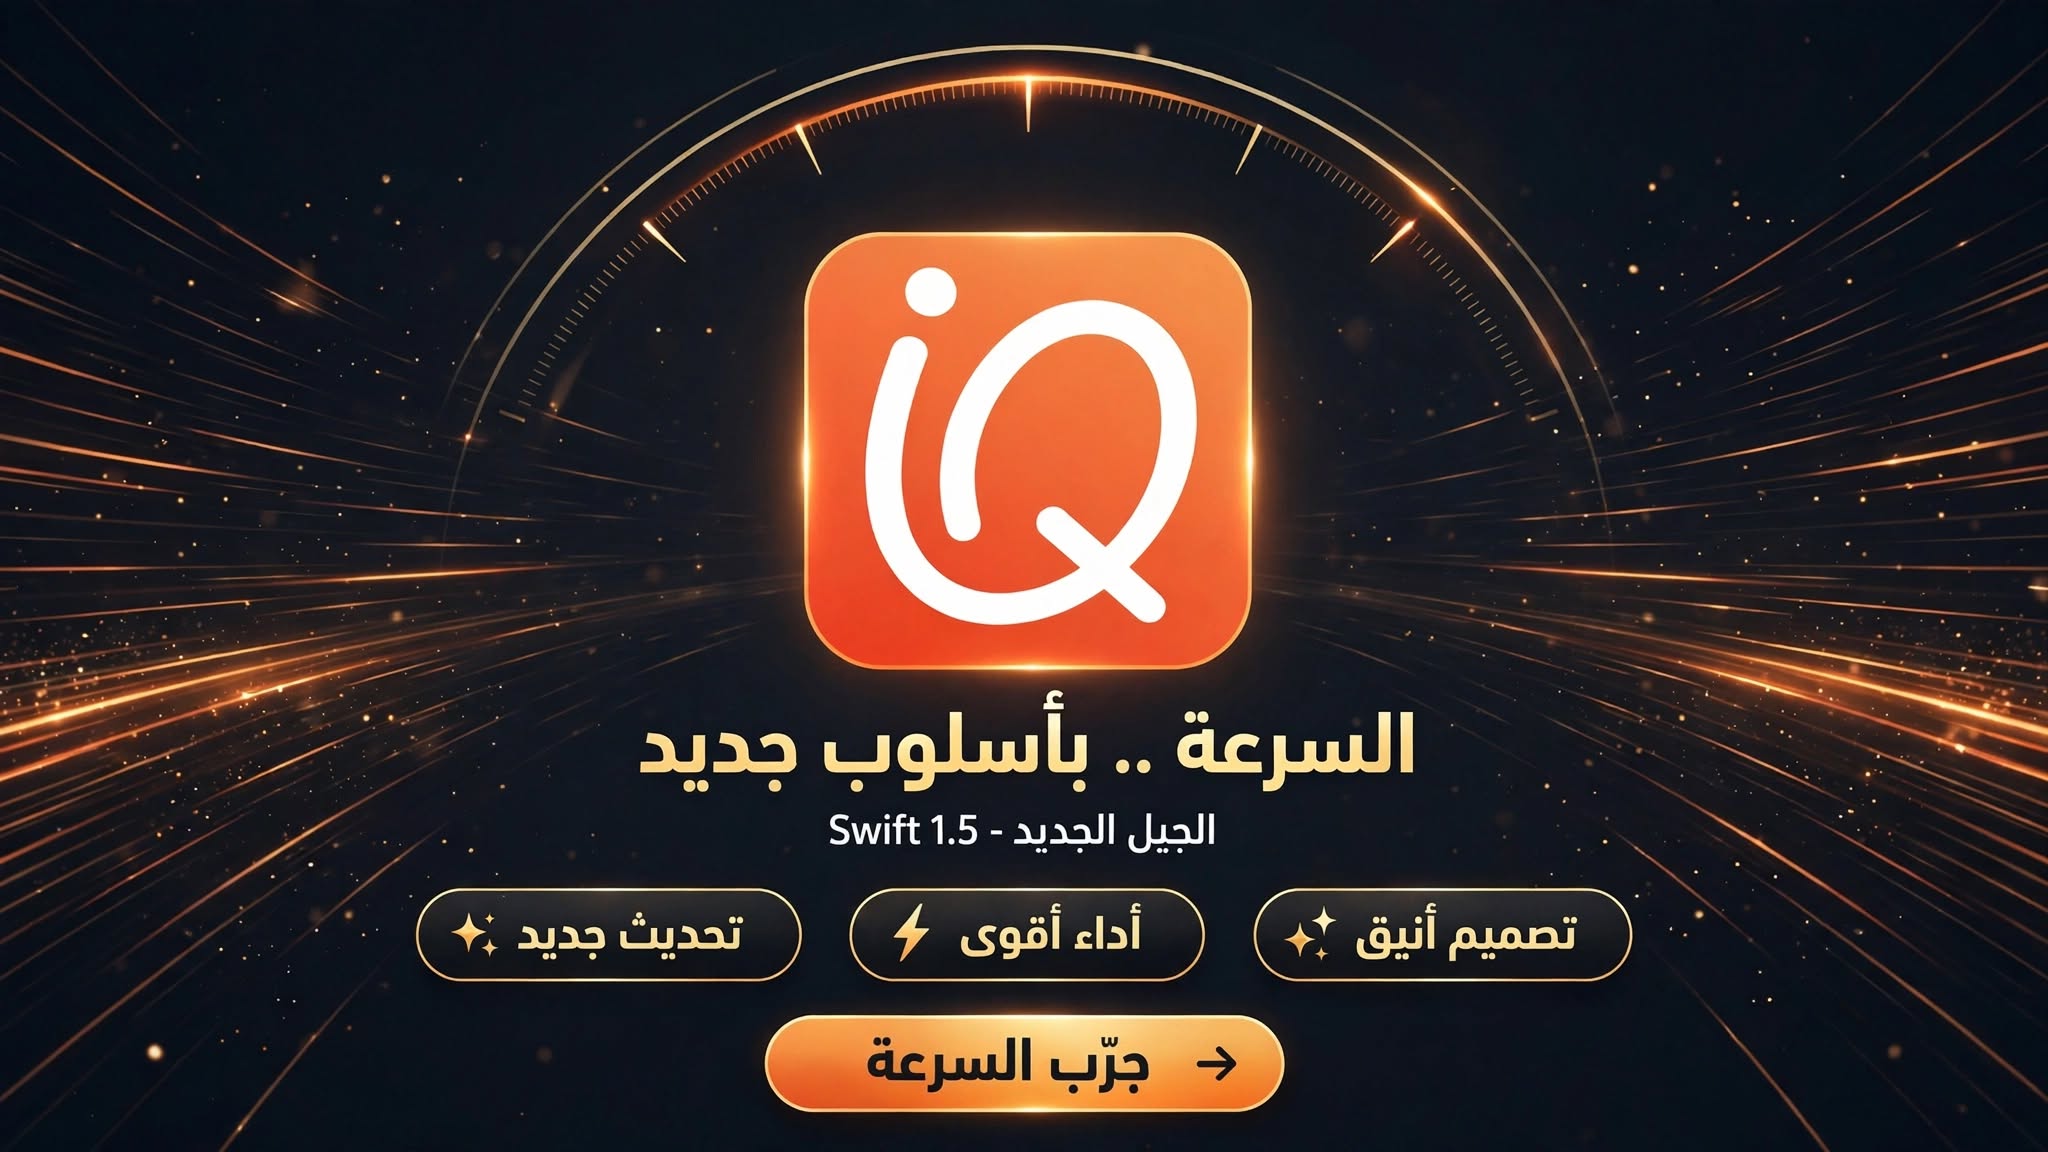 iQ
السرعة .. بأسلوب جديد
الجيل الجديد - Swift 1.5
تصميم أنيق
أداء أقوى
تحديث جديد
جرّب السرعة